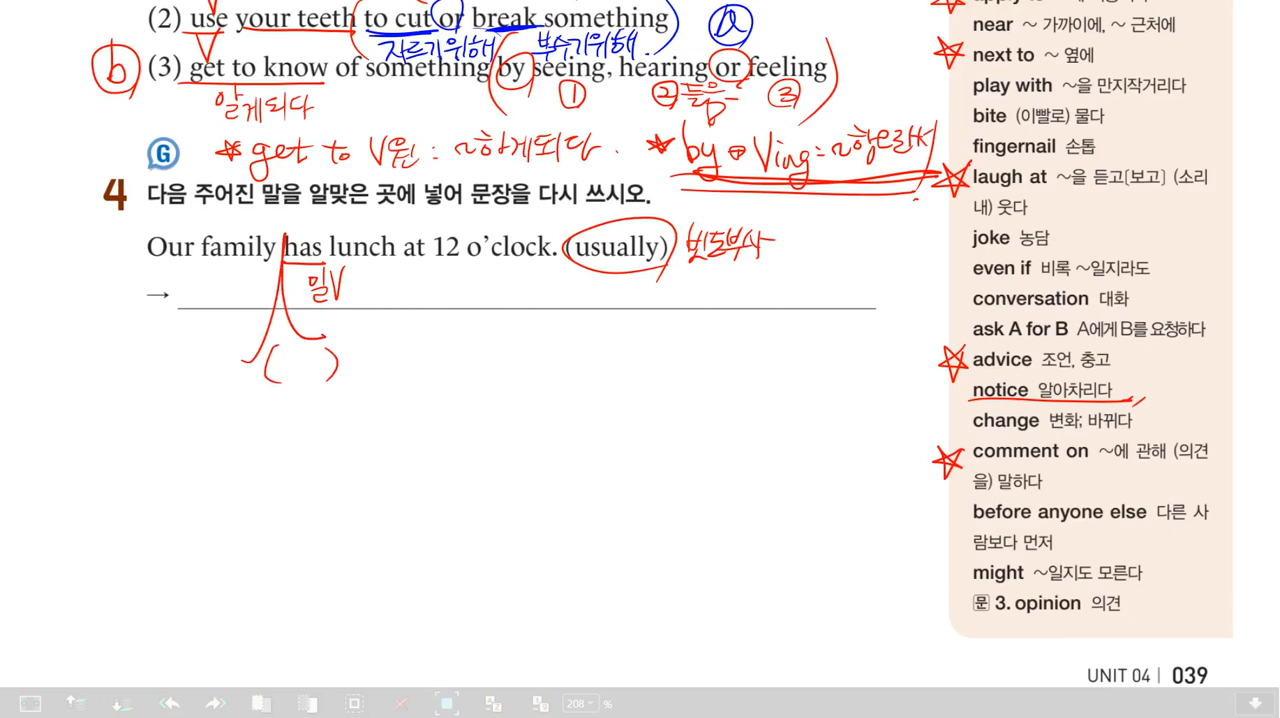 (2) use your teeth to cut or break something ⓐ
자르기위해 부수기위해.
ⓑ (3) get to know of something by seeing, hearing or feeling
알게되다 ① ② 들음으 ③
G ☆ get to V원 : ~하게되다. ☆ by ⊕ Ving = ~함으로써
4 다음 주어진 말을 알맞은 곳에 넣어 문장을 다시 쓰시오.
Our family has lunch at 12 o'clock. (usually) 빈도부사
일V
→
( )
near ~ 가까이에, ~ 근처에
☆ next to ~ 옆에
play with ~을 만지작거리다
bite (이빨로) 물다
fingernail 손톱
☆ laugh at ~을 듣고[보고] (소리
내) 웃다
joke 농담
even if 비록 ~일지라도
conversation 대화
ask A for B A에게 B를 요청하다
☆ advice 조언, 충고
notice 알아차리다
change 변화; 바뀌다
☆ comment on ~에 관해 (의견
을) 말하다
before anyone else 다른 사
람보다 먼저
might ~일지도 모른다
문 3. opinion 의견
UNIT 04 | 039
208 %